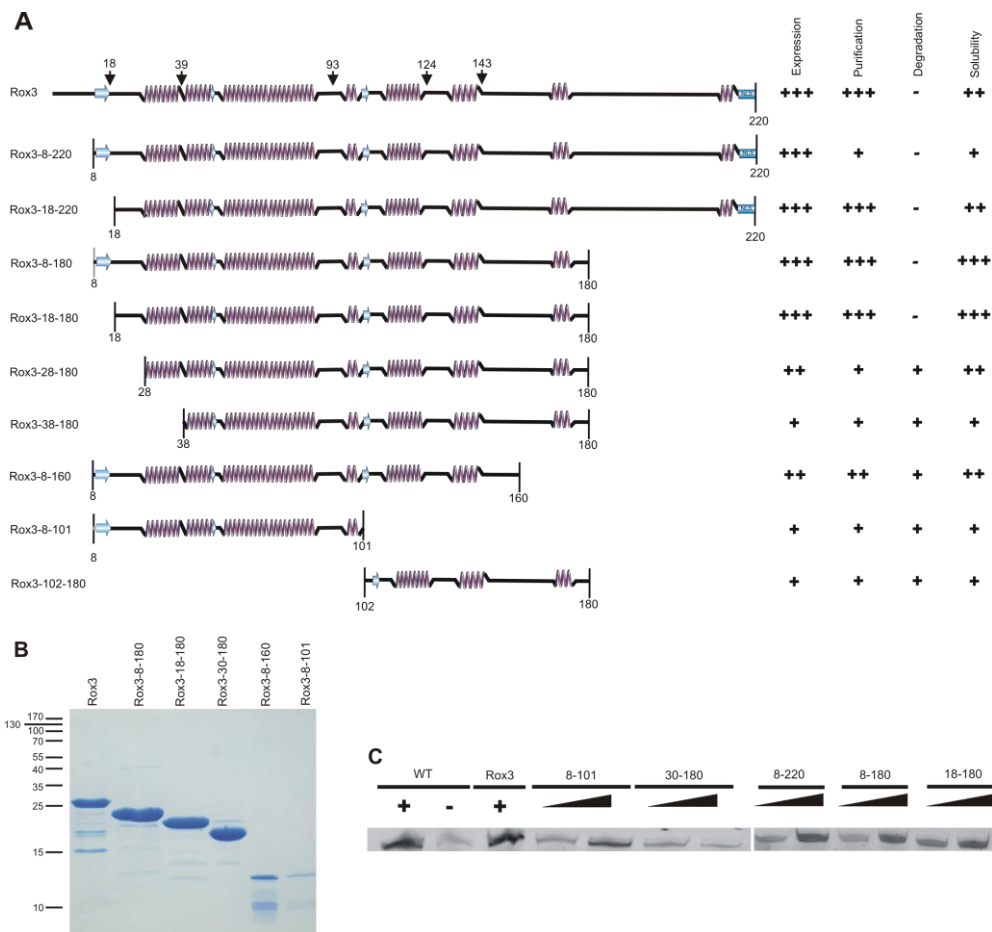 A
Expression Purification Degradation Solubility
18 39 93 124 143
Rox3 NLS +++ +++ - ++
220
Rox3-8-220 NLS +++ + - +
8 220
Rox3-18-220 NLS +++ +++ - ++
18 220
Rox3-8-180 +++ +++ - +++
8 180
Rox3-18-180 +++ +++ - +++
18 180
Rox3-28-180 ++ + + ++
28 180
Rox3-38-180 + + + +
38 180
Rox3-8-160 ++ ++ + ++
8 160
Rox3-8-101 + + + +
8 101
Rox3-102-180 + + + +
102 180
B
Rox3 Rox3-8-180 Rox3-18-180 Rox3-30-180 Rox3-8-160 Rox3-8-101
170
130
100
70
55
40
35
25
15
10
C
WT Rox3 8-101 30-180 8-220 8-180 18-180
+ - +